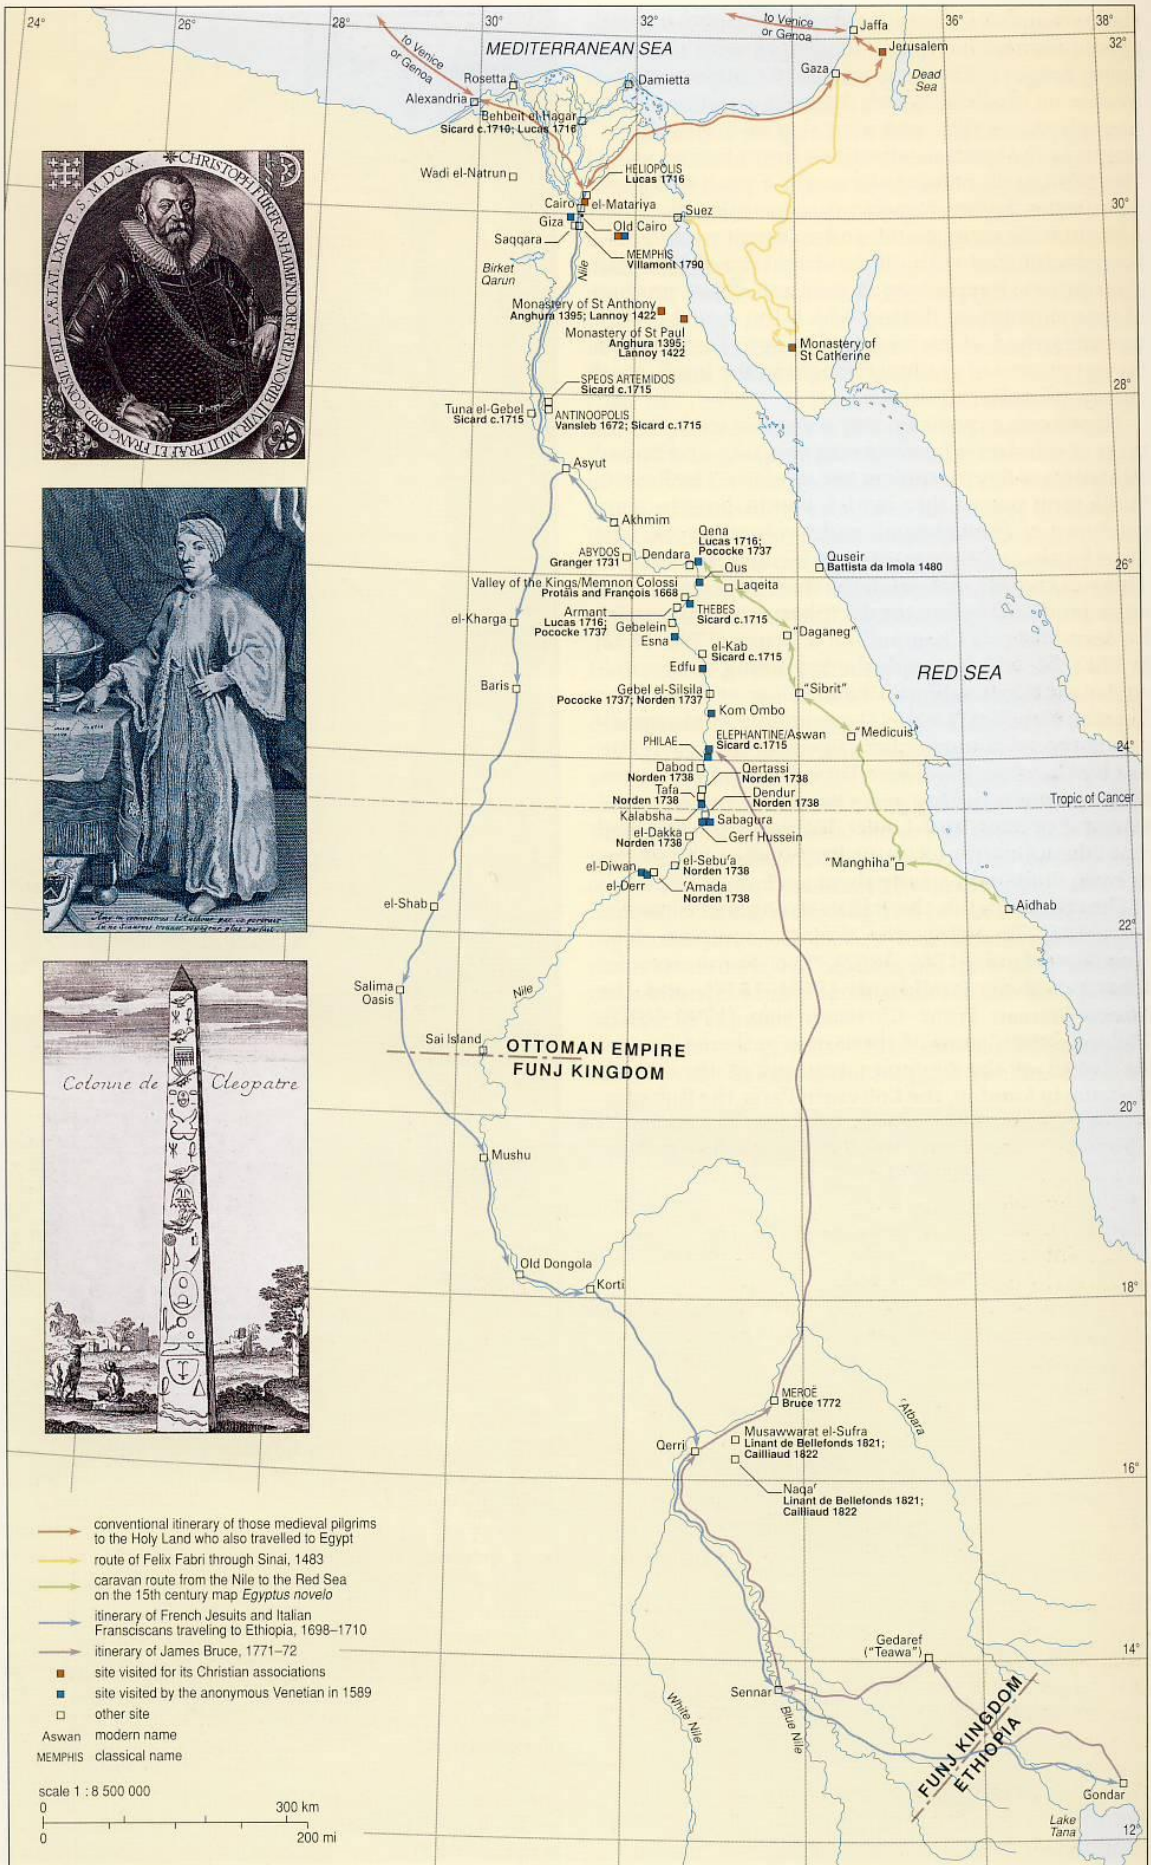 24°
26°
28°
30°
32°
36°
38°
32°
to Venice
or Genoa
MEDITERRANEAN SEA
to Venice
or Genoa
Jaffa
Jerusalem
Gaza
Dead
Sea
Rosetta
Damietta
Alexandria
Behbeit el-Hagar
Sicard c.1710; Lucas 1716
Wadi el-Natrun
HELIOPOLIS
Lucas 1716
Cairo
el-Matariya
Giza
Old Cairo
Suez
30°
Saqqara
MEMPHIS
Villamont 1790
Birket
Qarun
Nile
Monastery of St Anthony
Anghura 1395; Lannoy 1422
Monastery of St Paul
Anghura 1395;
Lannoy 1422
Monastery of
St Catherine
SPEOS ARTEMIDOS
Sicard c.1715
28°
Tuna el-Gebel
Sicard c.1715
ANTINOOPOLIS
Vansleb 1672; Sicard c.1715
Asyut
Akhmim
Qena
Lucas 1716;
Pococke 1737
ABYDOS
Granger 1731
Dendara
Qus
Quseir
Battista da Imola 1480
26°
Valley of the Kings/Memnon Colossi
Protais and François 1668
Laqeita
Armant
Lucas 1716;
Pococke 1737
THEBES
Sicard c.1715
el-Kharga
Gebelein
Esna
"Daganeg"
el-Kab
Sicard c.1715
Edfu
RED SEA
Baris
Gebel el-Silsila
Pococke 1737; Norden 1737
"Sibrit"
Kom Ombo
"Medicuis"
PHILAE
ELEPHANTINE/Aswan
Sicard c.1715
24°
Dabod
Norden 1738
Qertassi
Norden 1738
Tafa
Norden 1738
Dendur
Norden 1738
Tropic of Cancer
Kalabsha
Sabagura
el-Dakka
Norden 1738
Gerf Hussein
el-Diwan
el-Sebuʿa
Norden 1738
"Manghiha"
el-Derr
ʿAmada
Norden 1738
el-Shab
Aidhab
22°
Salima
Oasis
Nile
Sai Island
OTTOMAN EMPIRE
FUNJ KINGDOM
20°
Mushu
Old Dongola
Korti
18°
MEROË
Bruce 1772
ʿAtbara
Qerri
Musawwarat el-Sufra
Linant de Bellefonds 1821;
Cailliaud 1822
16°
Naqaʿ
Linant de Bellefonds 1821;
Cailliaud 1822
Gedaref
("Teawa")
14°
Sennar
White Nile
Blue Nile
FUNJ KINGDOM
ETHIOPIA
Gondar
Lake
Tana
12°
Colonne de Cleopatre
conventional itinerary of those medieval pilgrims
to the Holy Land who also travelled to Egypt
route of Felix Fabri through Sinai, 1483
caravan route from the Nile to the Red Sea
on the 15th century map Egyptus novelo
itinerary of French Jesuits and Italian
Fransciscans traveling to Ethiopia, 1698–1710
itinerary of James Bruce, 1771–72
site visited for its Christian associations
site visited by the anonymous Venetian in 1589
other site
Aswan modern name
MEMPHIS classical name
scale 1 : 8 500 000
0 300 km
0 200 mi